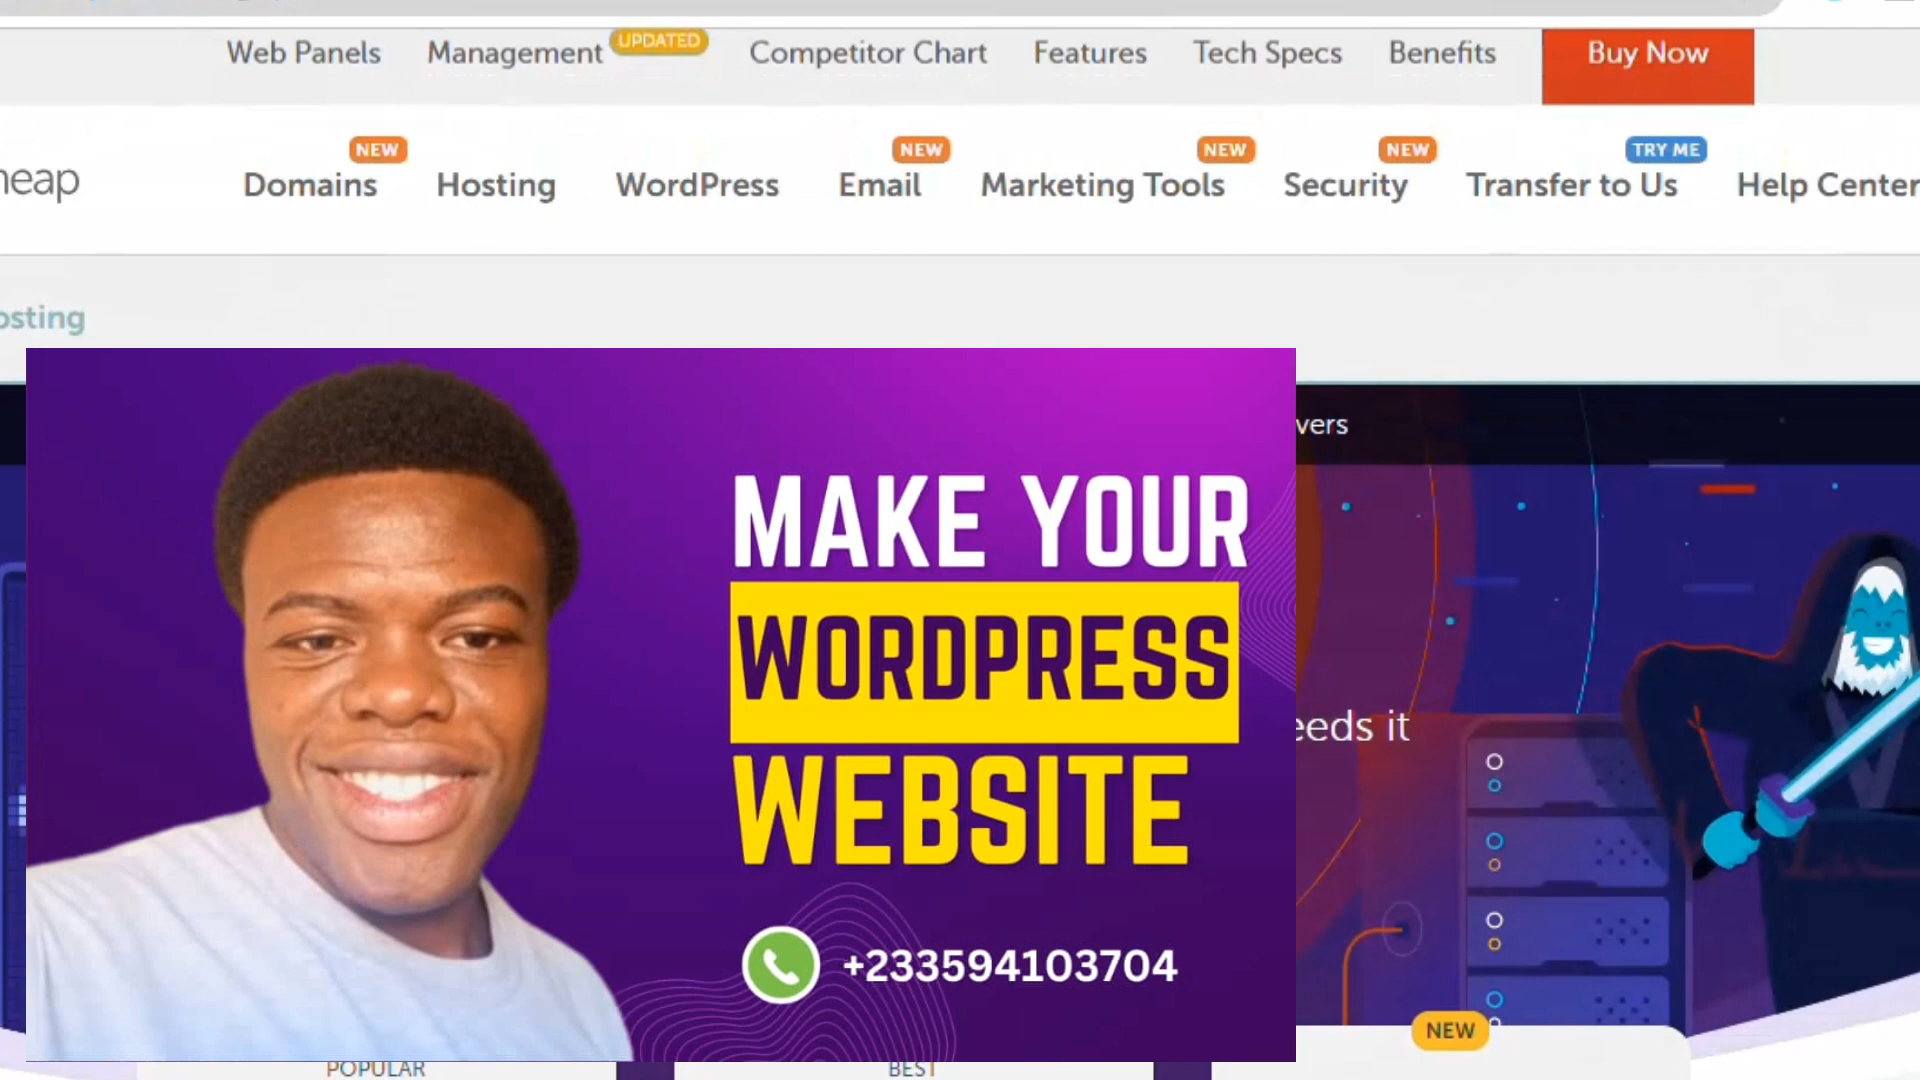 Web Panels Management UPDATED Competitor Chart Features Tech Specs Benefits Buy Now
NEW NEW NEW NEW TRY ME
heap Domains Hosting WordPress Email Marketing Tools Security Transfer to Us Help Center
osting
vers
MAKE YOUR
WORDPRESS
WEBSITE
eeds it
+233594103704
NEW
POPULAR BEST